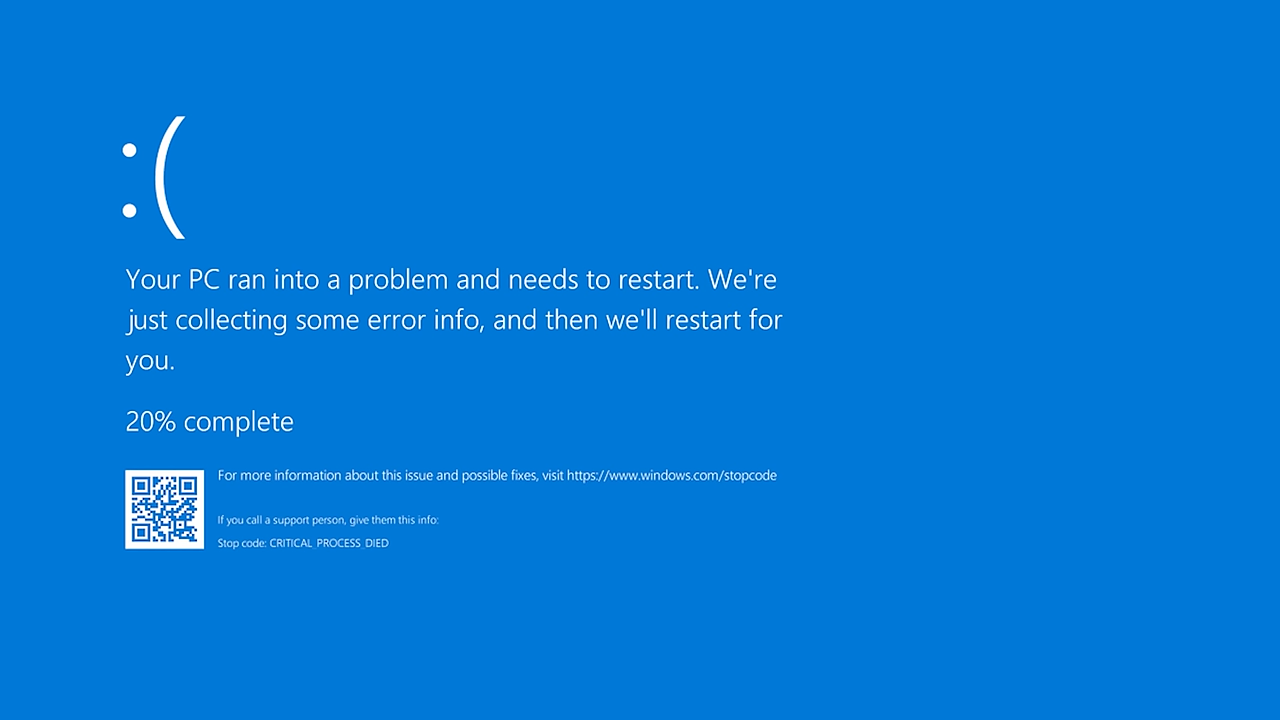 :(
Your PC ran into a problem and needs to restart. We're
just collecting some error info, and then we'll restart for
you.
20% complete
For more information about this issue and possible fixes, visit https://www.windows.com/stopcode
If you call a support person, give them this info:
Stop code: CRITICAL_PROCESS_DIED